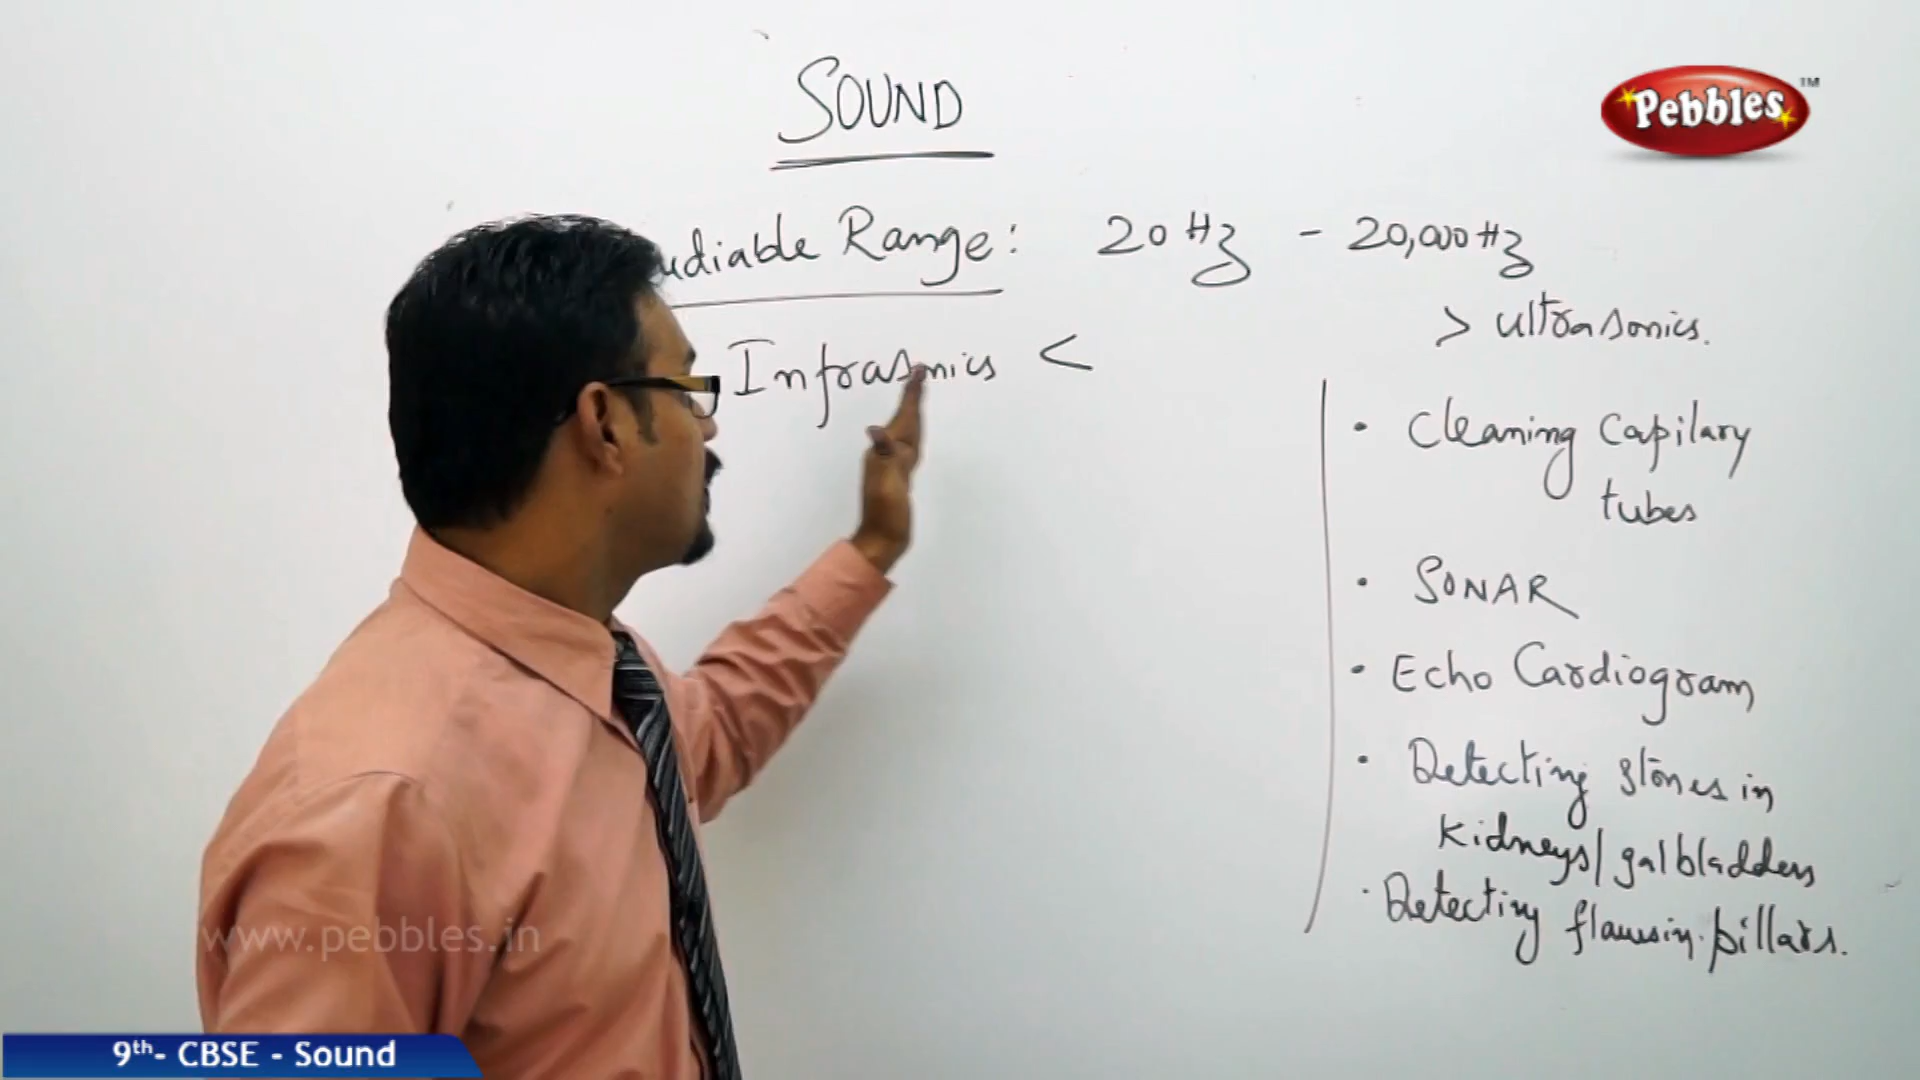 SOUND
Pebbles™
udiable Range: 20 Hz - 20,000 Hz
> ultrasonics.
Infrasonics <
• Cleaning Capilary
tubes
• SONAR
• Echo Cardiogram
• Detecting stones in
Kidneys/galbladders
• Detecting flaws in pillars.
www.pebbles.in
9th- CBSE - Sound